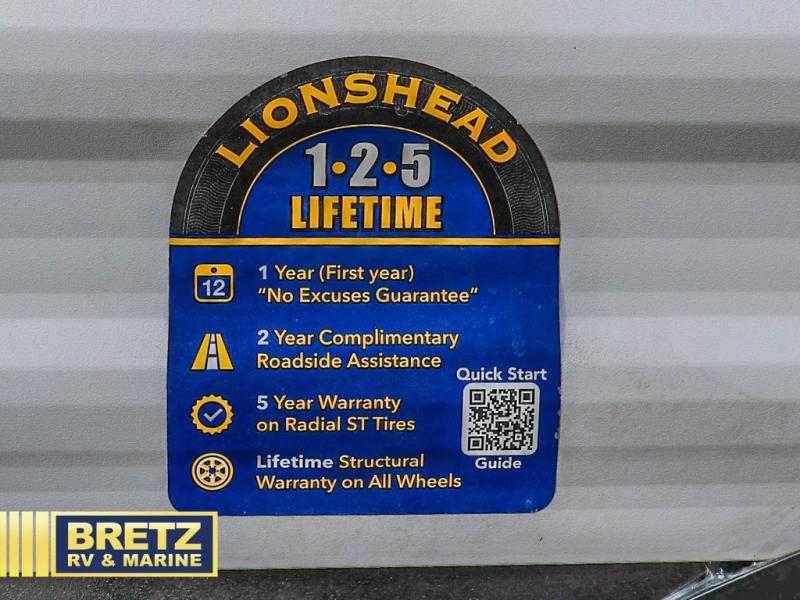 LIONSHEAD
1•2•5
LIFETIME
12
1 Year (First year)
"No Excuses Guarantee"
2 Year Complimentary
Roadside Assistance
Quick Start
5 Year Warranty
on Radial ST Tires
Guide
Lifetime Structural
Warranty on All Wheels
BRETZ
RV & MARINE